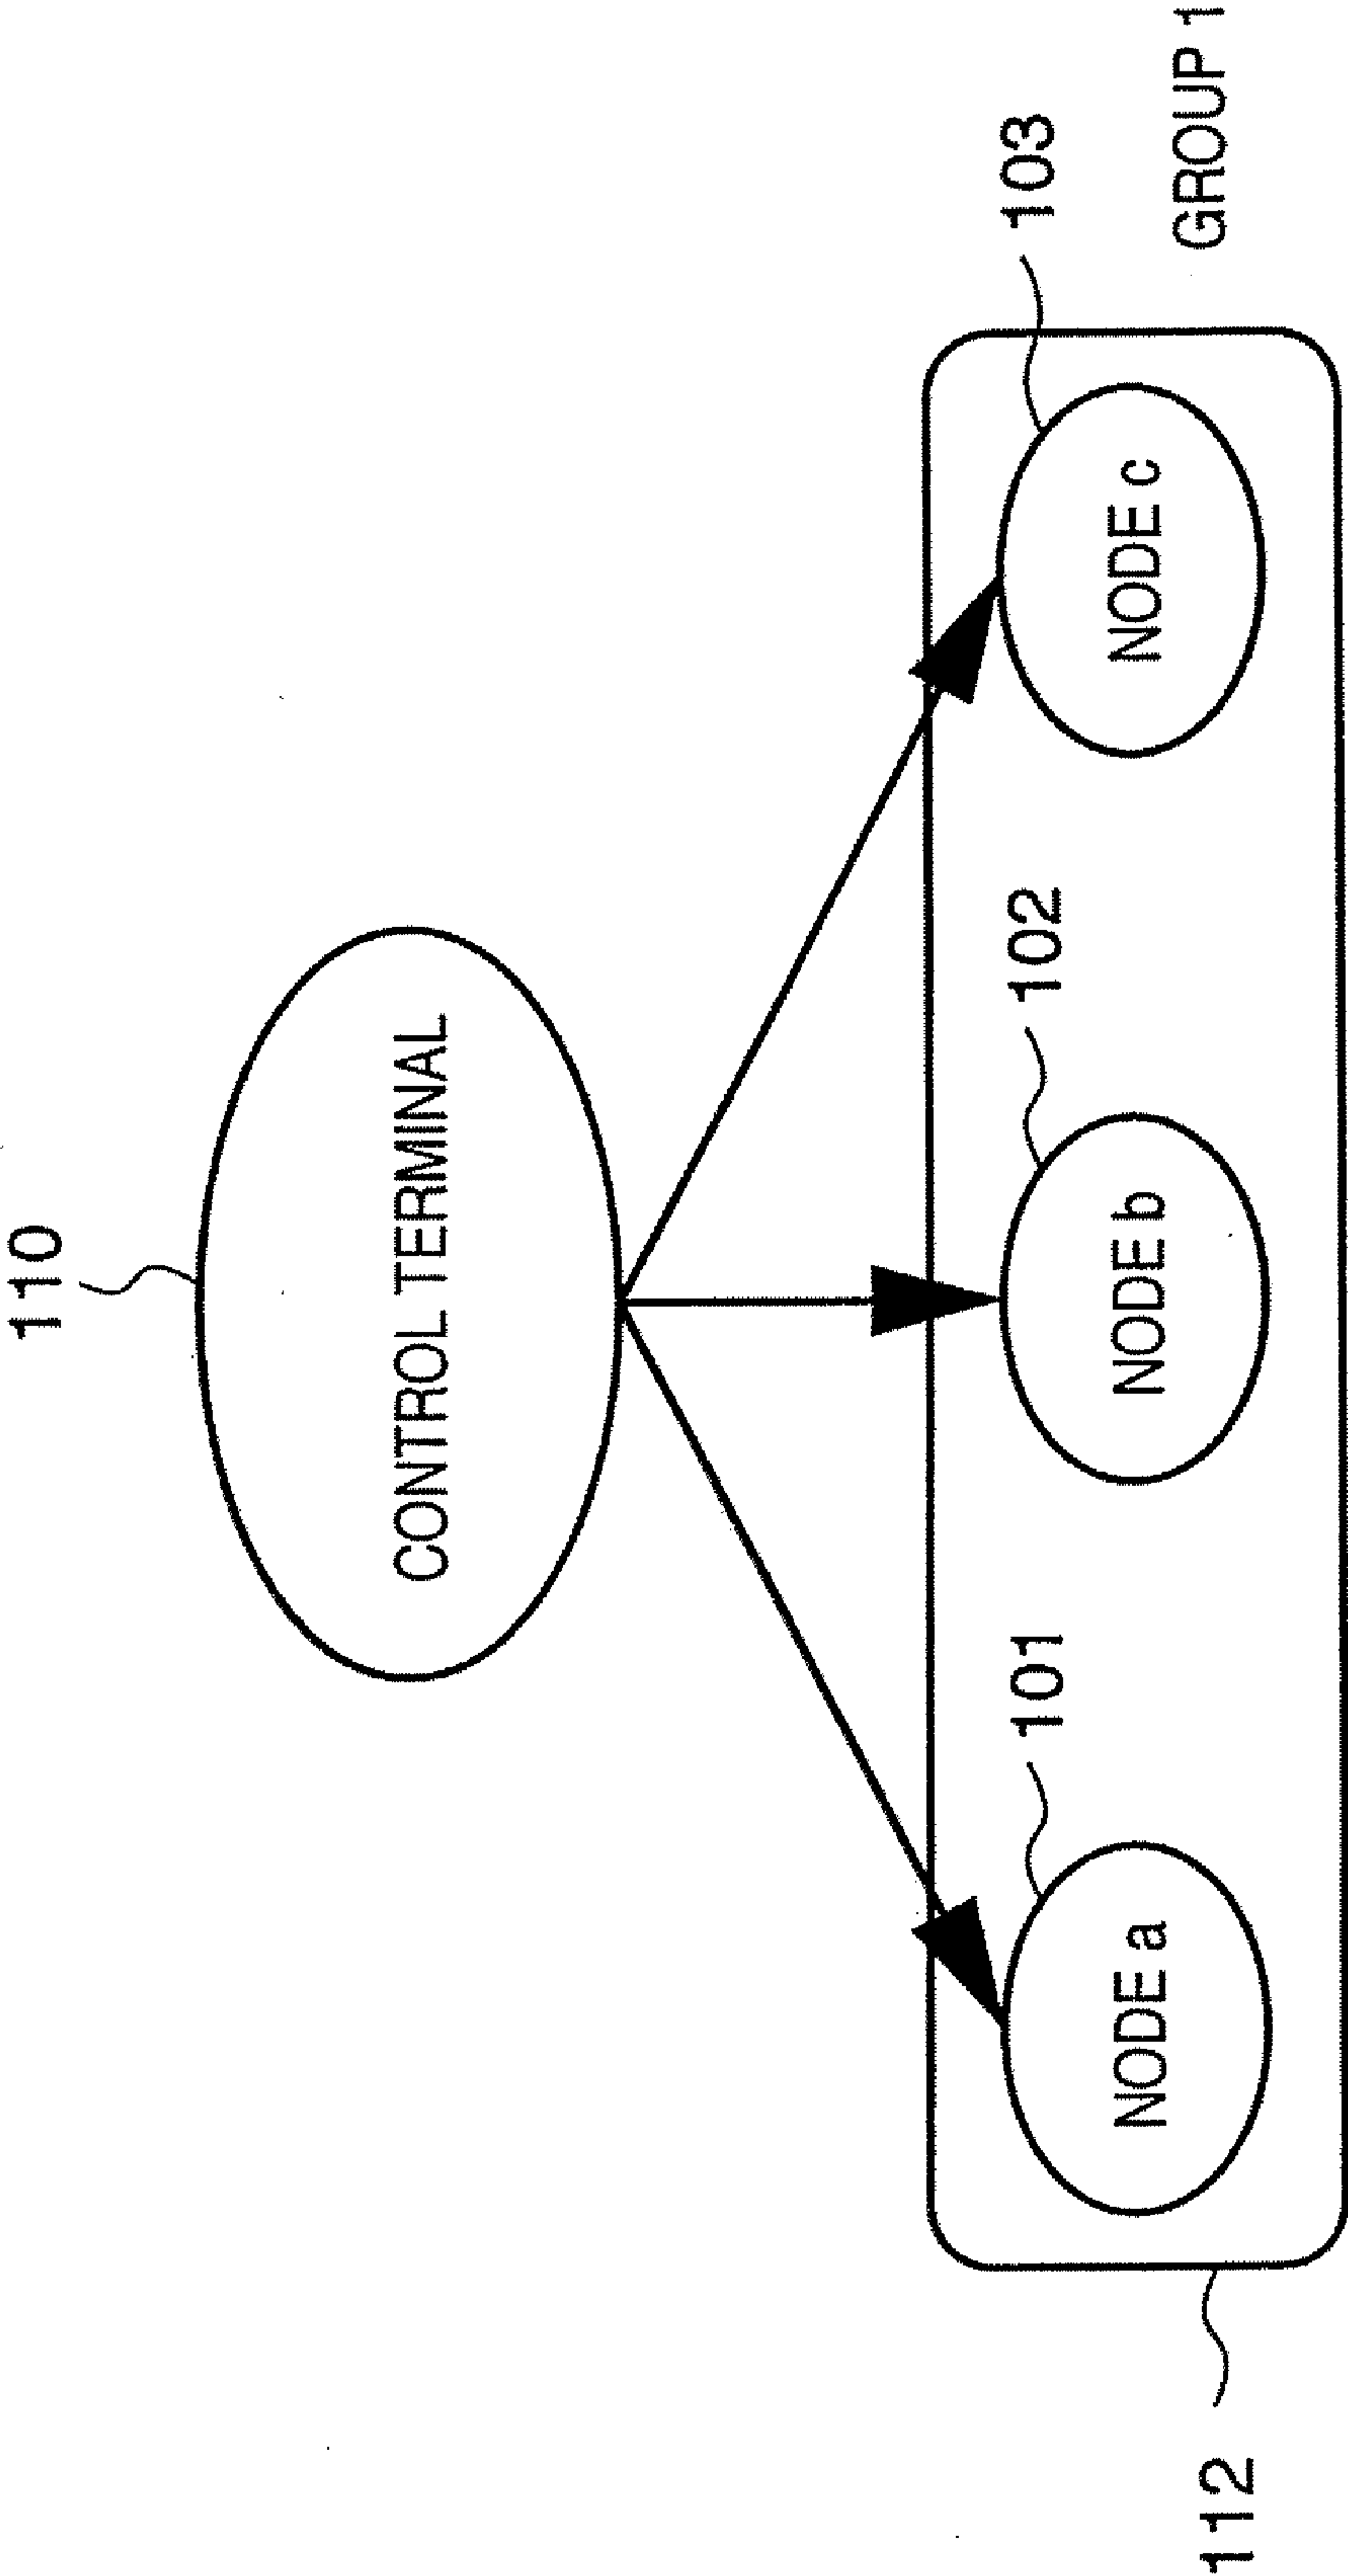 110
CONTROL TERMINAL
101
102
103
NODE a
NODE b
NODE c
112
GROUP 1